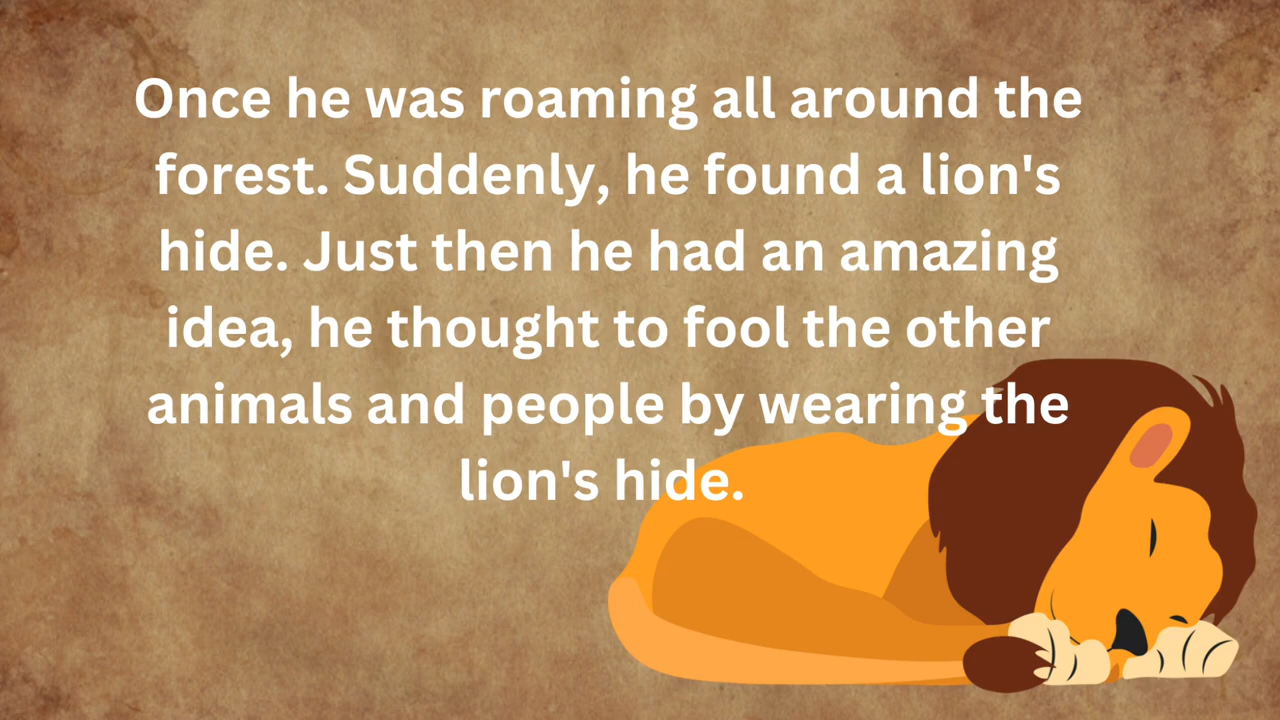 Once he was roaming all around the
forest. Suddenly, he found a lion's
hide. Just then he had an amazing
idea, he thought to fool the other
animals and people by wearing the
lion's hide.